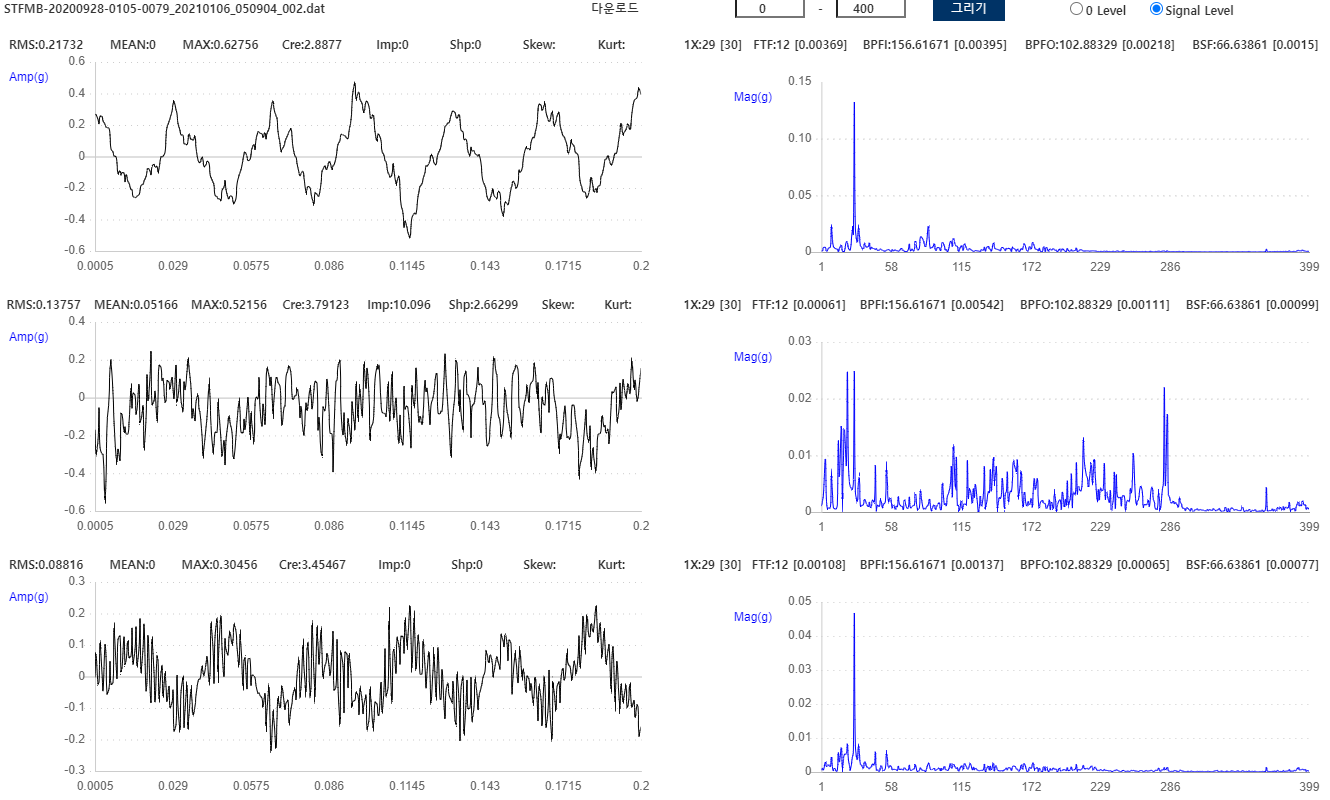 STFMB-20200928-0105-0079_20210106_050904_002.dat 다운로드 0 - 400 그리기 0 Level Signal Level
RMS:0.21732 MEAN:0 MAX:0.62756 Cre:2.8877 Imp:0 Shp:0 Skew: Kurt:
Amp(g)
0.6
0.4
0.2
0
-0.2
-0.4
-0.6
0.0005 0.029 0.0575 0.086 0.1145 0.143 0.1715 0.2
1X:29 [30] FTF:12 [0.00369] BPFI:156.61671 [0.00395] BPFO:102.88329 [0.00218] BSF:66.63861 [0.0015]
Mag(g)
0.15
0.10
0.05
0
1 58 115 172 229 286 399
RMS:0.13757 MEAN:0.05166 MAX:0.52156 Cre:3.79123 Imp:10.096 Shp:2.66299 Skew: Kurt:
Amp(g)
0.4
0.2
0
-0.2
-0.4
-0.6
0.0005 0.029 0.0575 0.086 0.1145 0.143 0.1715 0.2
1X:29 [30] FTF:12 [0.00061] BPFI:156.61671 [0.00542] BPFO:102.88329 [0.00111] BSF:66.63861 [0.00099]
Mag(g)
0.03
0.02
0.01
0
1 58 115 172 229 286 399
RMS:0.08816 MEAN:0 MAX:0.30456 Cre:3.45467 Imp:0 Shp:0 Skew: Kurt:
Amp(g)
0.3
0.2
0.1
0
-0.1
-0.2
-0.3
0.0005 0.029 0.0575 0.086 0.1145 0.143 0.1715 0.2
1X:29 [30] FTF:12 [0.00108] BPFI:156.61671 [0.00137] BPFO:102.88329 [0.00065] BSF:66.63861 [0.00077]
Mag(g)
0.05
0.04
0.03
0.02
0.01
0
1 58 115 172 229 286 399